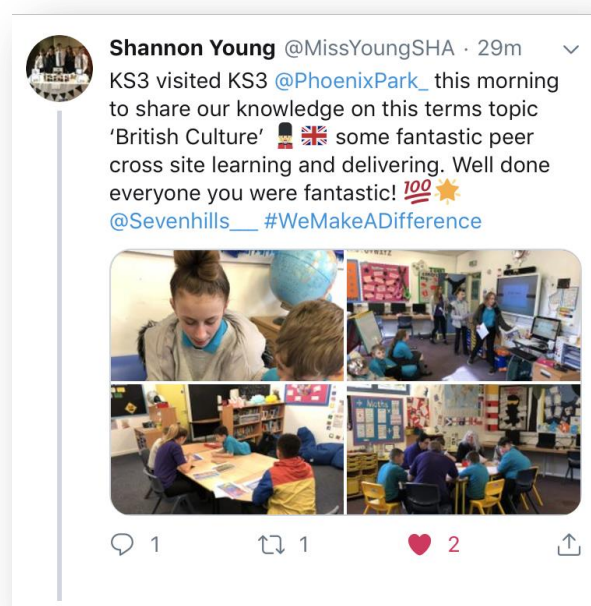 Shannon Young @MissYoungSHA · 29m
KS3 visited KS3 @PhoenixPark_ this morning
to share our knowledge on this terms topic
‘British Culture’ 💂🇬🇧 some fantastic peer
cross site learning and delivering. Well done
everyone you were fantastic! 💯🌟
@Sevenhills__ #WeMakeADifference
Maths
1
1
2